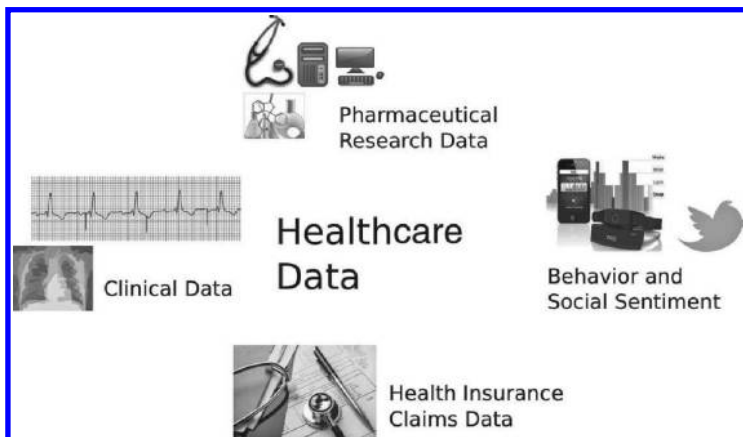 Pharmaceutical
Research Data
Healthcare
Data
Clinical Data
Behavior and
Social Sentiment
Health Insurance
Claims Data